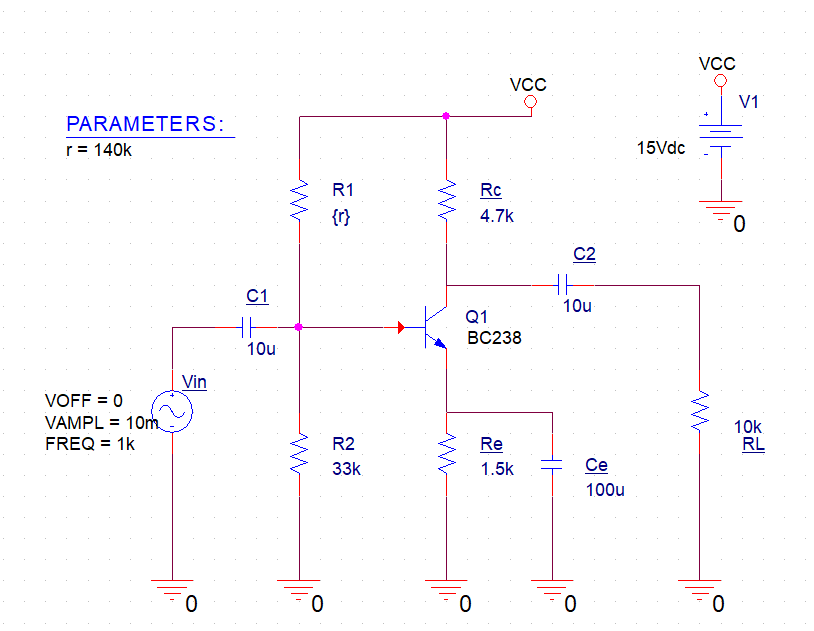 VCC
VCC
V1
PARAMETERS:
r = 140k
15Vdc
R1
{r}
Rc
4.7k
0
C2
10u
C1
10u
Q1
BC238
Vin
VOFF = 0
VAMPL = 10m
FREQ = 1k
R2
33k
Re
1.5k
Ce
100u
10k
RL
0
0
0
0
0